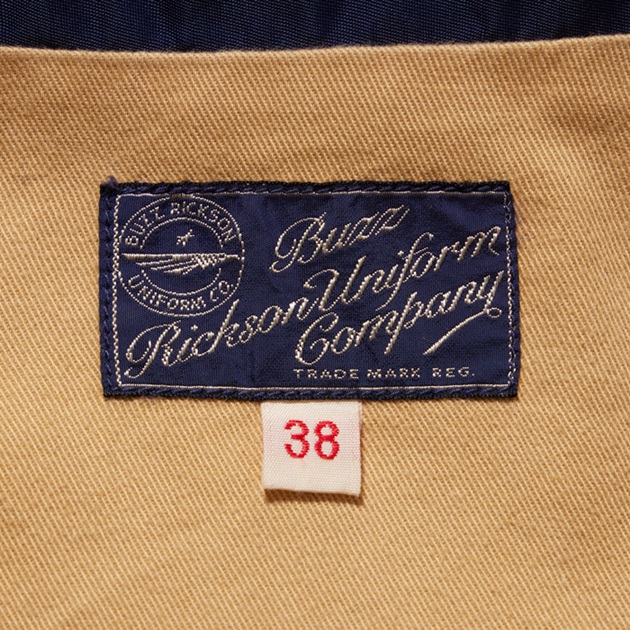 BUZZ RICKSON
UNIFORM CO.
Buzz
Rickson Uniform
Company
TRADE MARK REG.
38